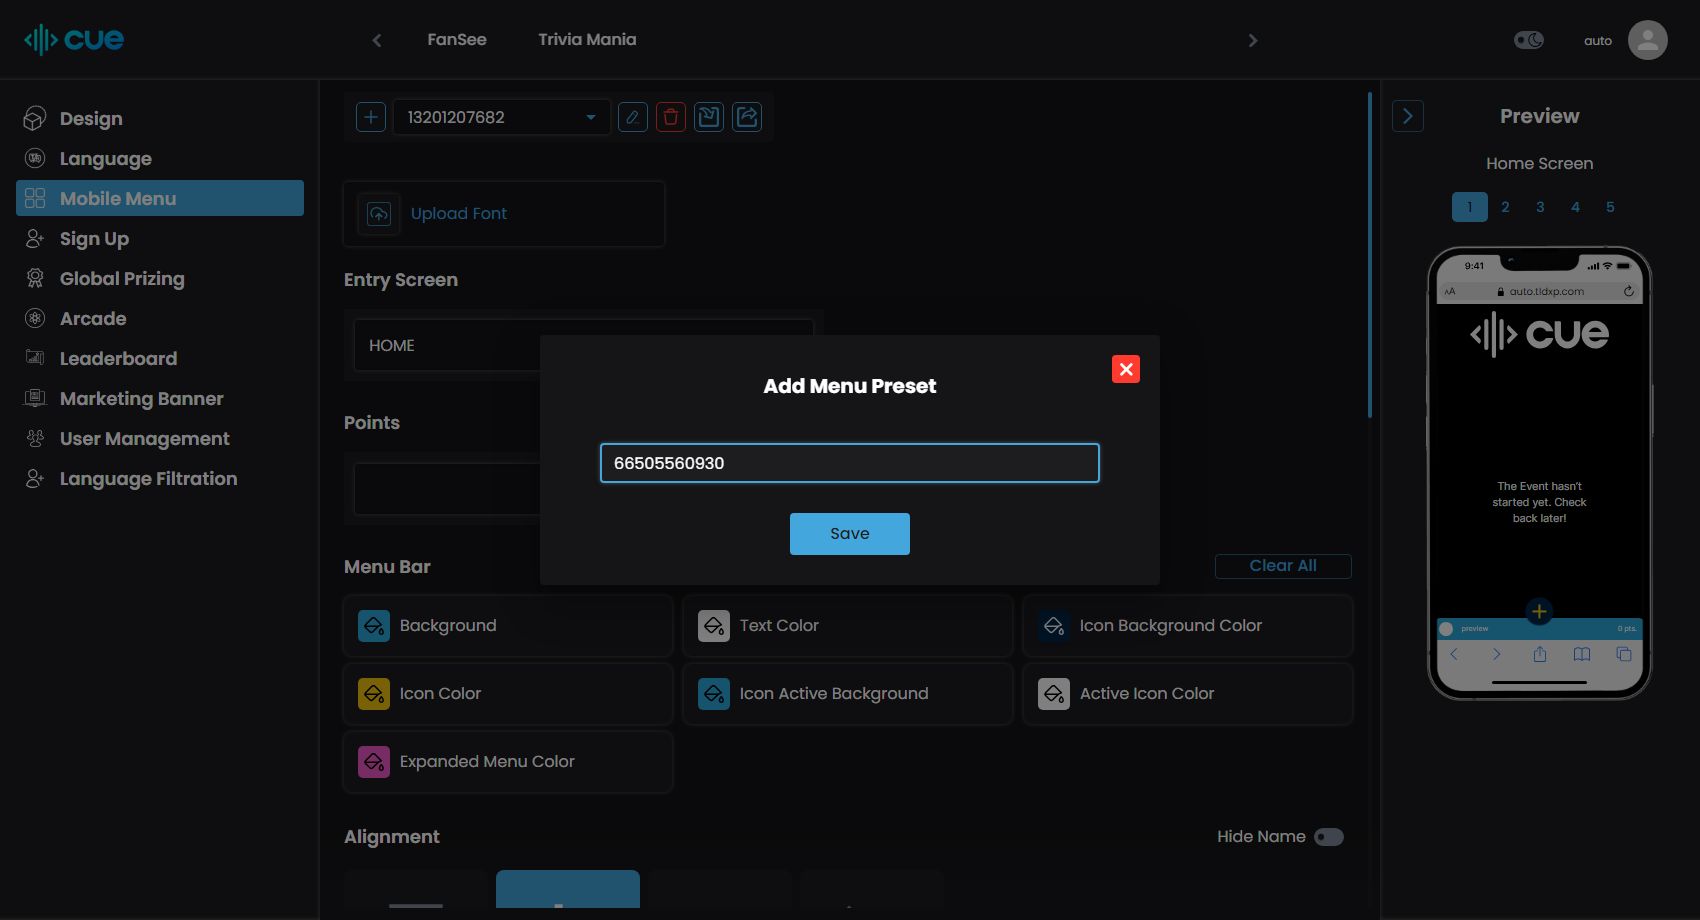 cue
FanSee
Trivia Mania
auto
Design
Language
Mobile Menu
Sign Up
Global Prizing
Arcade
Leaderboard
Marketing Banner
User Management
Language Filtration
13201207682
Upload Font
Entry Screen
HOME
Points
Add Menu Preset
66505560930
Save
Menu Bar
Clear All
Background
Text Color
Icon Background Color
Icon Color
Icon Active Background
Active Icon Color
Expanded Menu Color
Alignment
Hide Name
Preview
Home Screen
1 2 3 4 5
9:41
AA auto.tldxp.com
cue
The Event hasn't
started yet. Check
back later!
preview 0 pts.